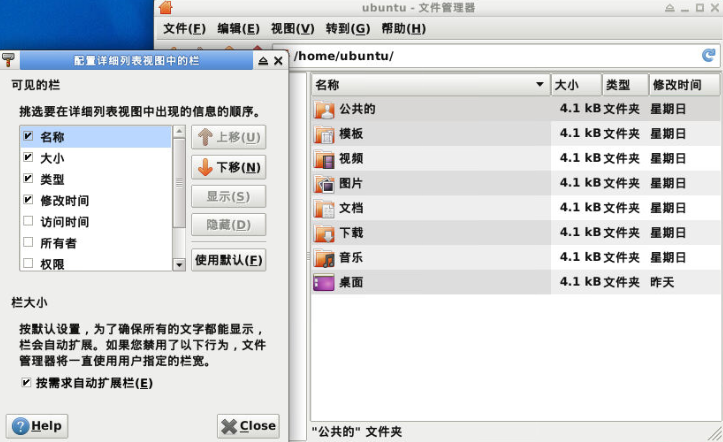 ubuntu - 文件管理器
文件(F) 编辑(E) 视图(V) 转到(G) 帮助(H)
/home/ubuntu/
配置详细列表视图中的栏
可见的栏
挑选要在详细列表视图中出现的信息的顺序。
名称
大小
类型
修改时间
访问时间
所有者
权限
上移(U)
下移(N)
显示(S)
隐藏(D)
使用默认(F)
栏大小
按默认设置，为了确保所有的文字都能显示，
栏会自动扩展。如果您禁用了以下行为，文件
管理器将一直使用用户指定的栏宽。
按需求自动扩展栏(E)
Help
Close
名称 大小 类型 修改时间
公共的 4.1 kB 文件夹 星期日
模板 4.1 kB 文件夹 星期日
视频 4.1 kB 文件夹 星期日
图片 4.1 kB 文件夹 星期日
文档 4.1 kB 文件夹 星期日
下载 4.1 kB 文件夹 星期日
音乐 4.1 kB 文件夹 星期日
桌面 4.1 kB 文件夹 昨天
"公共的" 文件夹